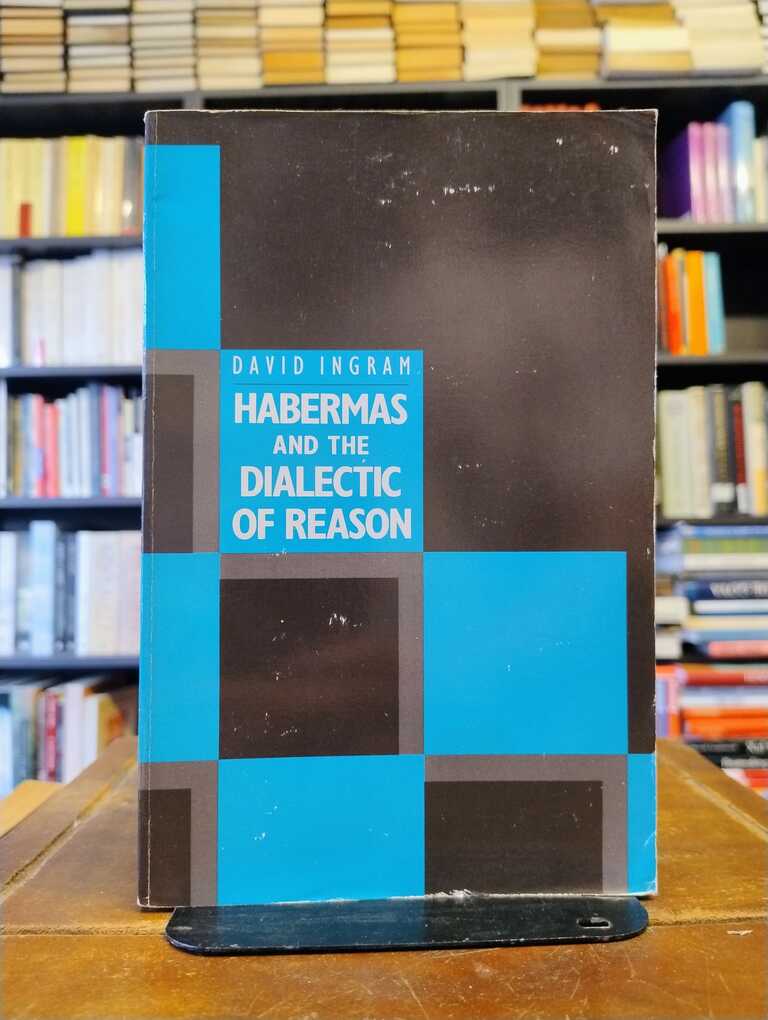 DAVID INGRAM
HABERMAS
AND THE
DIALECTIC
OF REASON